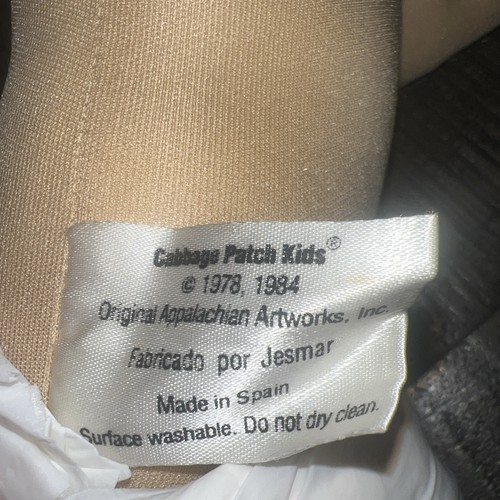 Cabbage Patch Kids®
© 1978, 1984
Original Appalachian Artworks, Inc.
Fabricado por Jesmar
Made in Spain
Surface washable. Do not dry clean.